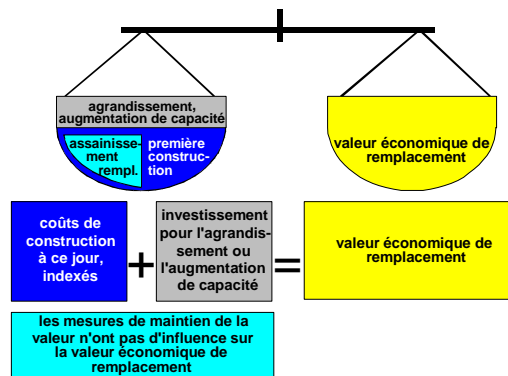 agrandissement,
augmentation de capacité
assainisse-
ment
rempl.
première
construc-
tion
valeur économique de
remplacement
coûts de
construction
à ce jour,
indexés
+
investissement
pour l'agrandis-
sement ou
l'augmentation
de capacité
=
valeur économique de
remplacement
les mesures de maintien de la
valeur n'ont pas d'influence sur
la valeur économique de
remplacement